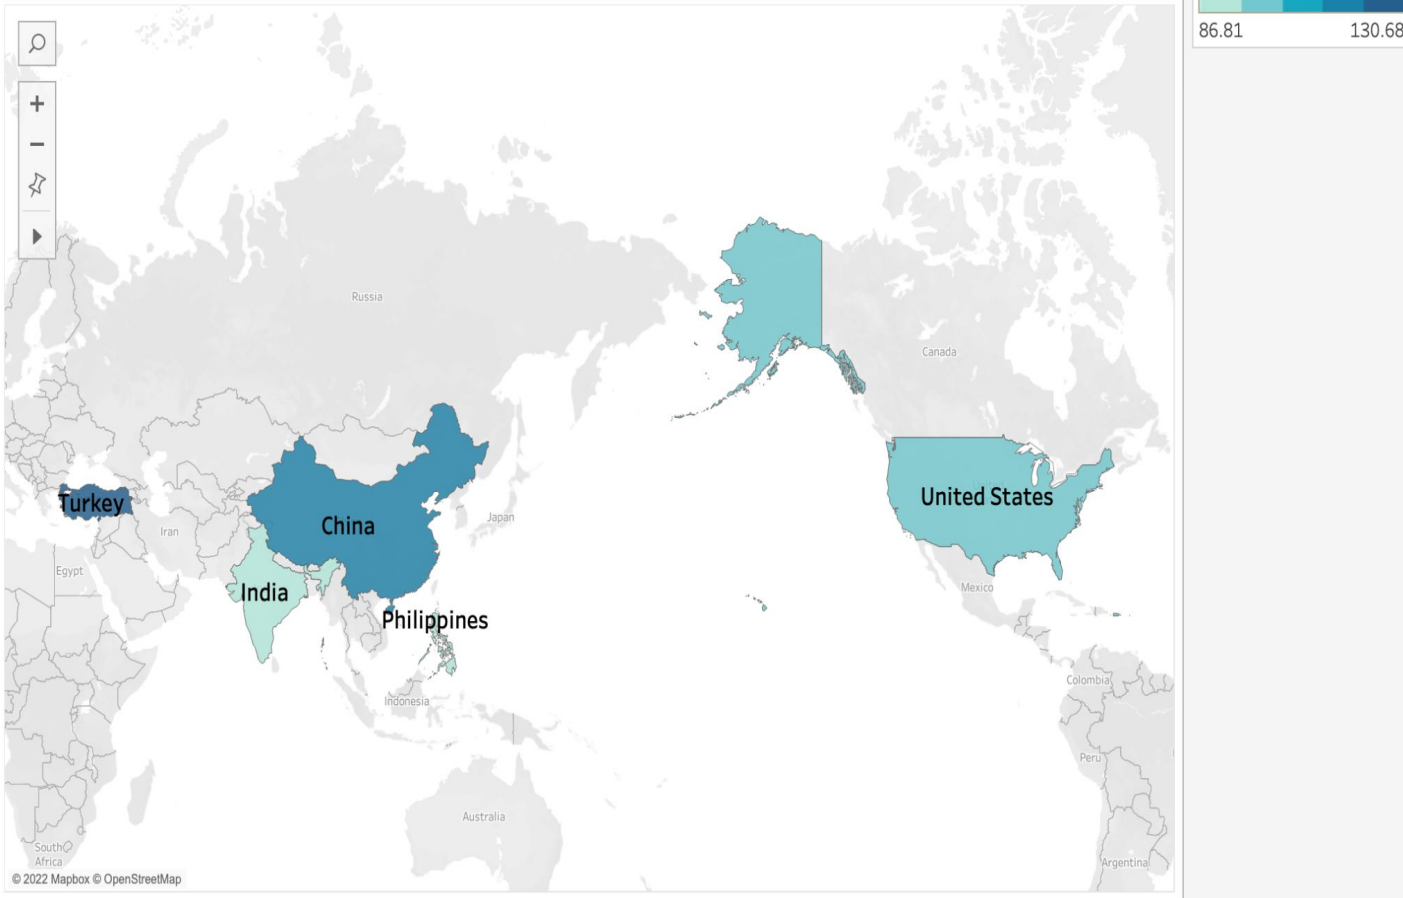 86.81 130.68
Russia
Canada
Turkey
China
Japan
United States
Iran
Egypt
India
Mexico
Philippines
Colombia
Indonesia
Peru
Australia
South
Africa
Argentina
© 2022 Mapbox © OpenStreetMap